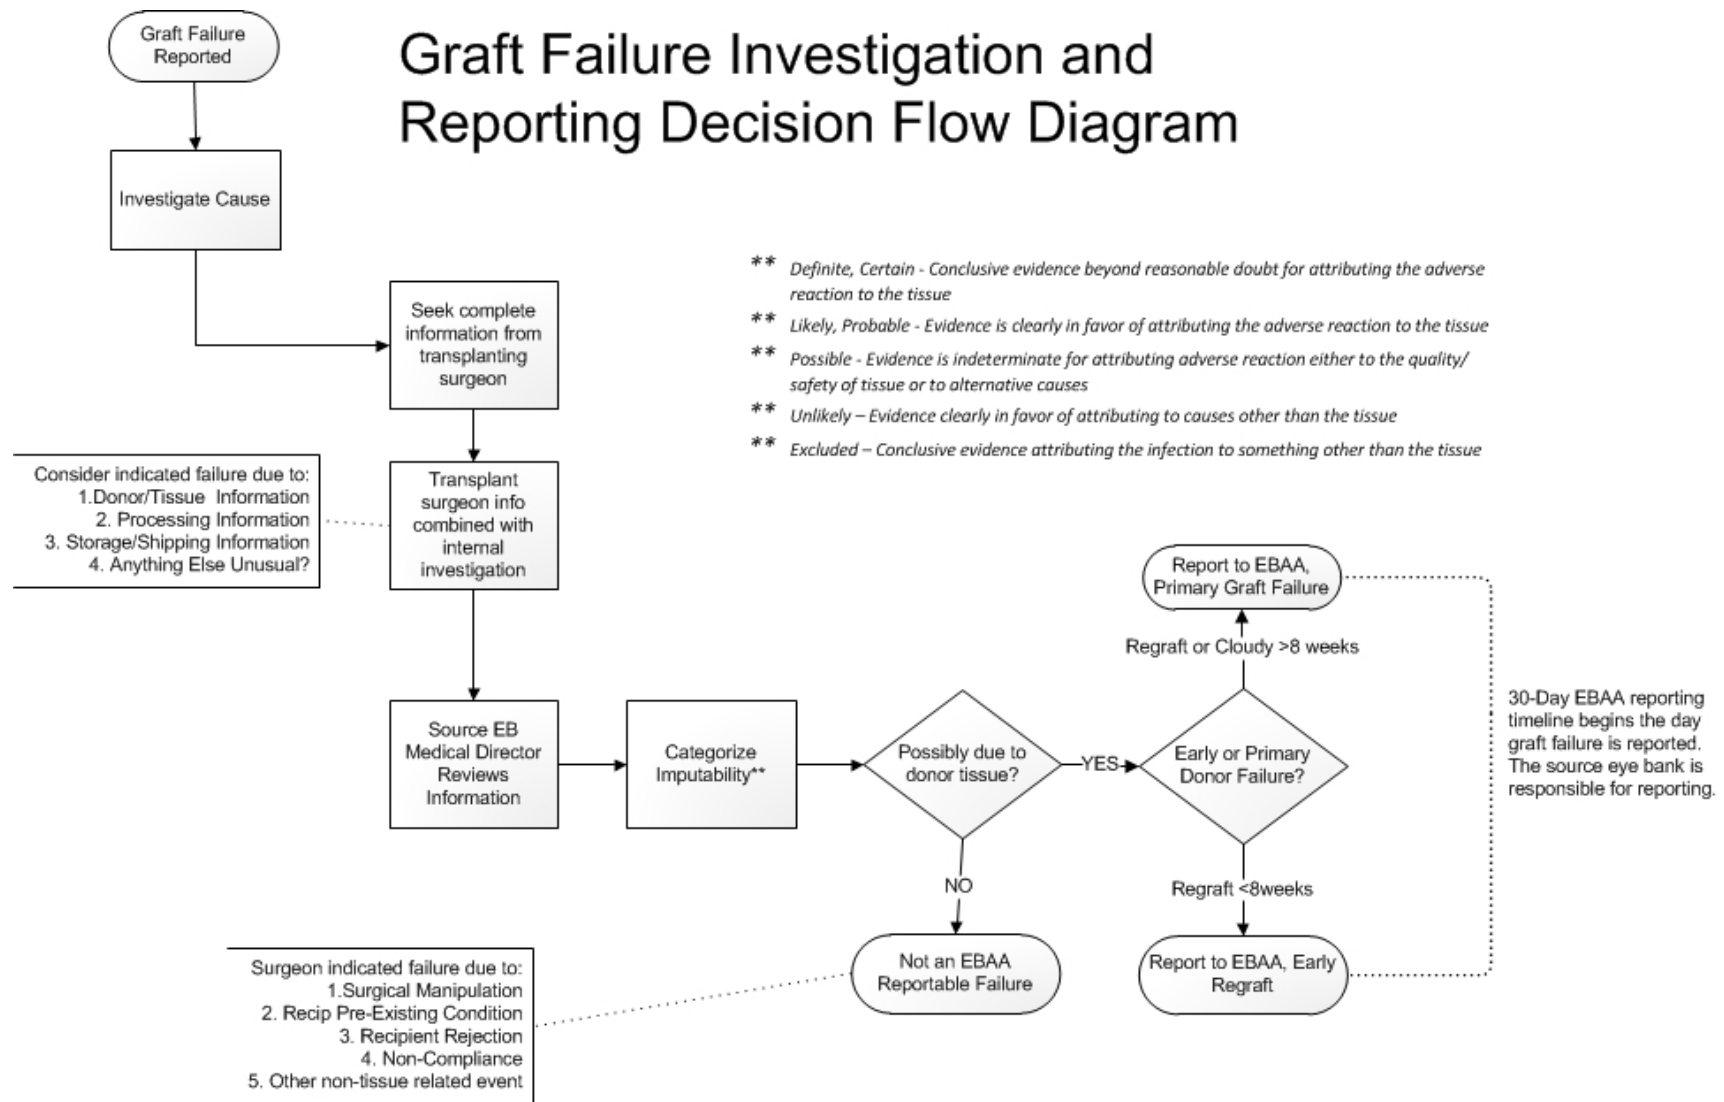 Graft Failure
Reported
Graft Failure Investigation and
Reporting Decision Flow Diagram
Investigate Cause
Seek complete
information from
transplanting
surgeon
** Definite, Certain - Conclusive evidence beyond reasonable doubt for attributing the adverse
reaction to the tissue
** Likely, Probable - Evidence is clearly in favor of attributing the adverse reaction to the tissue
** Possible - Evidence is indeterminate for attributing adverse reaction either to the quality/
safety of tissue or to alternative causes
** Unlikely – Evidence clearly in favor of attributing to causes other than the tissue
** Excluded – Conclusive evidence attributing the infection to something other than the tissue
Consider indicated failure due to:
1.Donor/Tissue Information
2. Processing Information
3. Storage/Shipping Information
4. Anything Else Unusual?
Transplant
surgeon info
combined with
internal
investigation
Source EB
Medical Director
Reviews
Information
Categorize
Imputability**
Possibly due to
donor tissue?
YES
Early or Primary
Donor Failure?
Regraft or Cloudy >8 weeks
Report to EBAA,
Primary Graft Failure
30-Day EBAA reporting
timeline begins the day
graft failure is reported.
The source eye bank is
responsible for reporting.
NO
Regraft <8weeks
Not an EBAA
Reportable Failure
Report to EBAA, Early
Regraft
Surgeon indicated failure due to:
1.Surgical Manipulation
2. Recip Pre-Existing Condition
3. Recipient Rejection
4. Non-Compliance
5. Other non-tissue related event